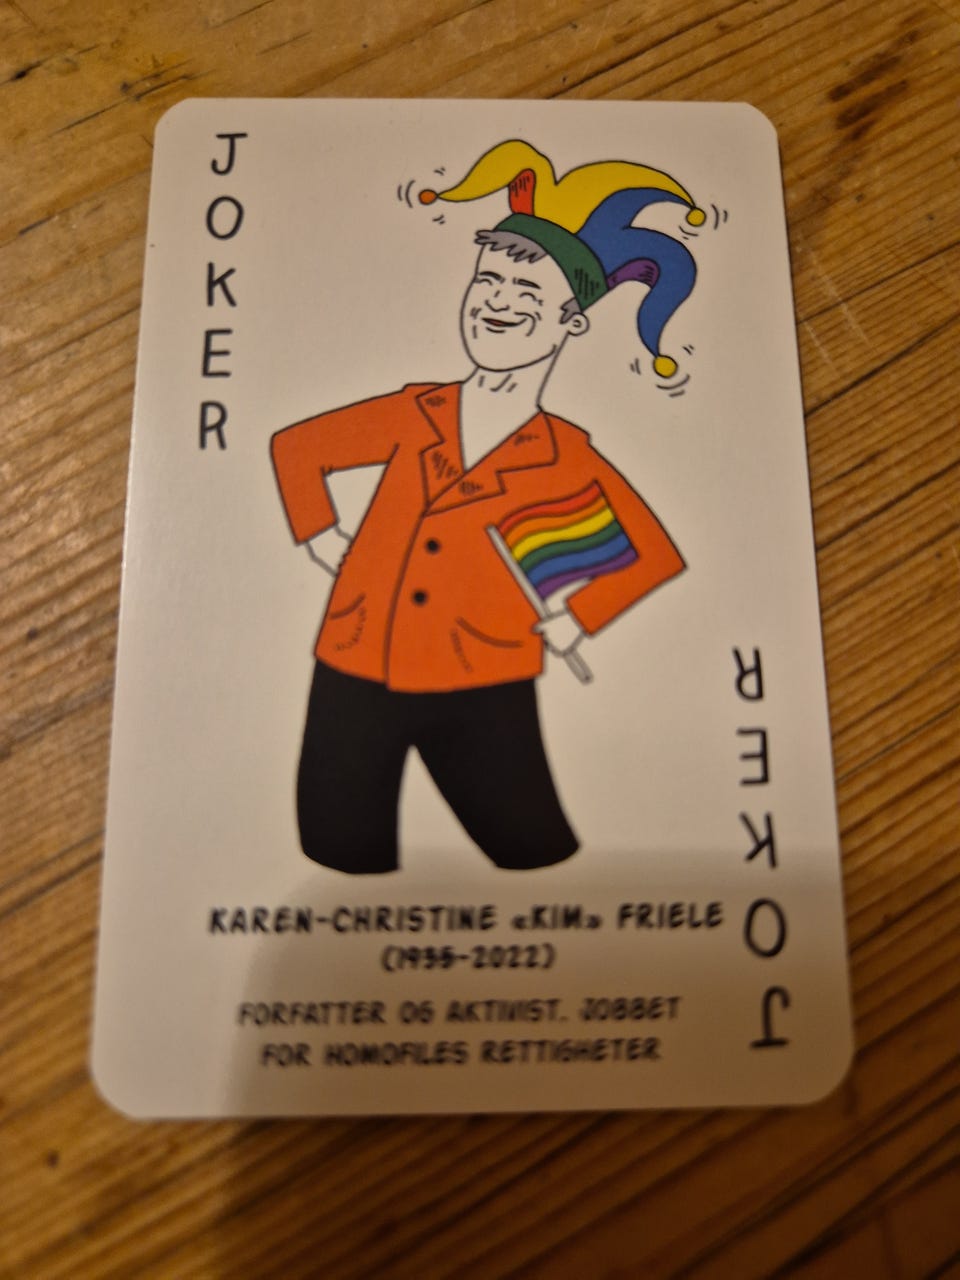 JOKER
KAREN-CHRISTINE «KIM» FRIELE
(1935-2022)
FORFATTER OG AKTIVIST. JOBBET
FOR HOMOFILES RETTIGHETER
JOKER